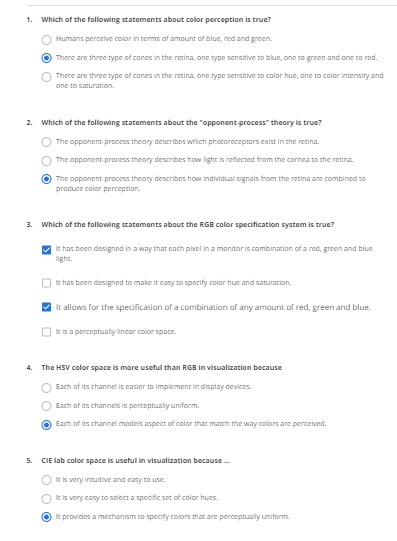 1. Which of the following statements about color perception is true?
Humans perceive color in terms of amount of blue, red and green.
There are three type of cones in the retina, one type sensitive to blue, one to green and one to red.
There are three type of cones in the retina, one type sensitive to color hue, one to color intensity and
one to saturation.
2. Which of the following statements about the "opponent-process" theory is true?
The opponent-process theory describes which photoreceptors exist in the retina.
The opponent-process theory describes how light is reflected from the cornea to the retina.
The opponent-process theory describes how individual signals from the retina are combined to
produce color perception.
3. Which of the following statements about the RGB color specification system is true?
It has been designed in a way that each pixel in a monitor is combination of a red, green and blue
light.
It has been designed to make it easy to specify color hue and saturation.
It allows for the specification of a combination of any amount of red, green and blue.
It is a perceptually linear color space.
4. The HSV color space is more useful than RGB in visualization because
Each of its channel is easier to implement in display devices.
Each of its channels is perceptually uniform.
Each of its channel models aspect of color that match the way colors are perceived.
5. CIE lab color space is useful in visualization because ...
It is very intuitive and easy to use.
It is very easy to select a specific set of color hues.
It provides a mechanism to specify colors that are perceptually uniform.